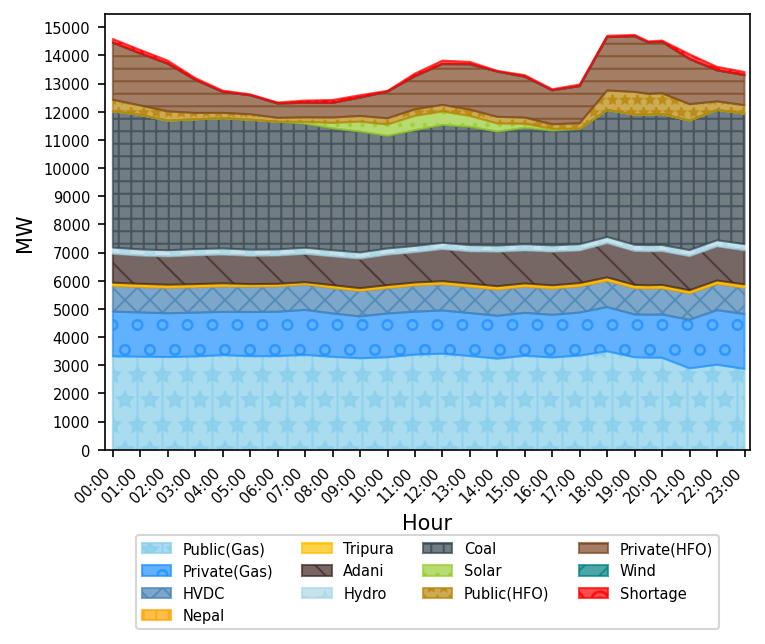 15000
14000
13000
12000
11000
10000
9000
8000
7000
6000
5000
4000
3000
2000
1000
0
MW
00:00 01:00 02:00 03:00 04:00 05:00 06:00 07:00 08:00 09:00 10:00 11:00 12:00 13:00 14:00 15:00 16:00 17:00 18:00 19:00 20:00 21:00 22:00 23:00
Hour
Public(Gas) Tripura Coal Private(HFO)
Private(Gas) Adani Solar Wind
HVDC Hydro Public(HFO) Shortage
Nepal